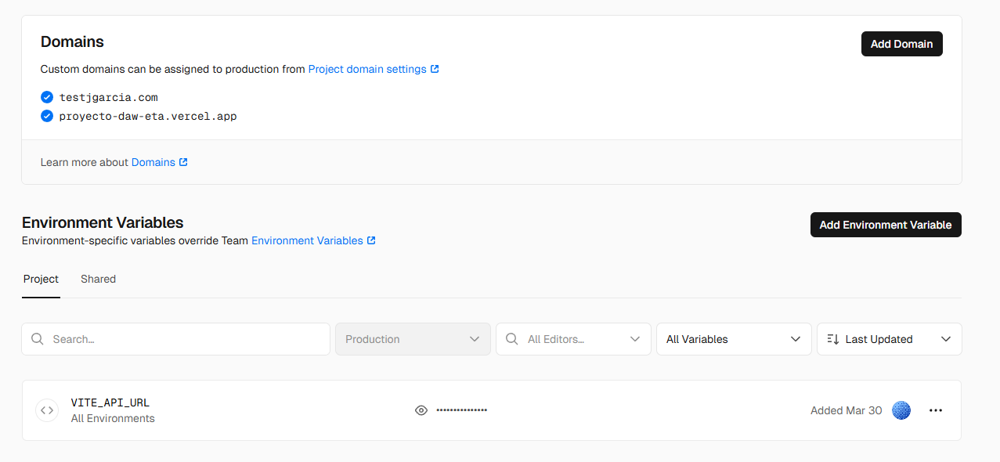 Domains
Add Domain
Custom domains can be assigned to production from Project domain settings
testjgarcia.com
proyecto-daw-eta.vercel.app
Learn more about Domains
Environment Variables
Add Environment Variable
Environment-specific variables override Team Environment Variables
Project Shared
Search... Production All Editors... All Variables Last Updated
VITE_API_URL
All Environments
••••••••••••••• Added Mar 30